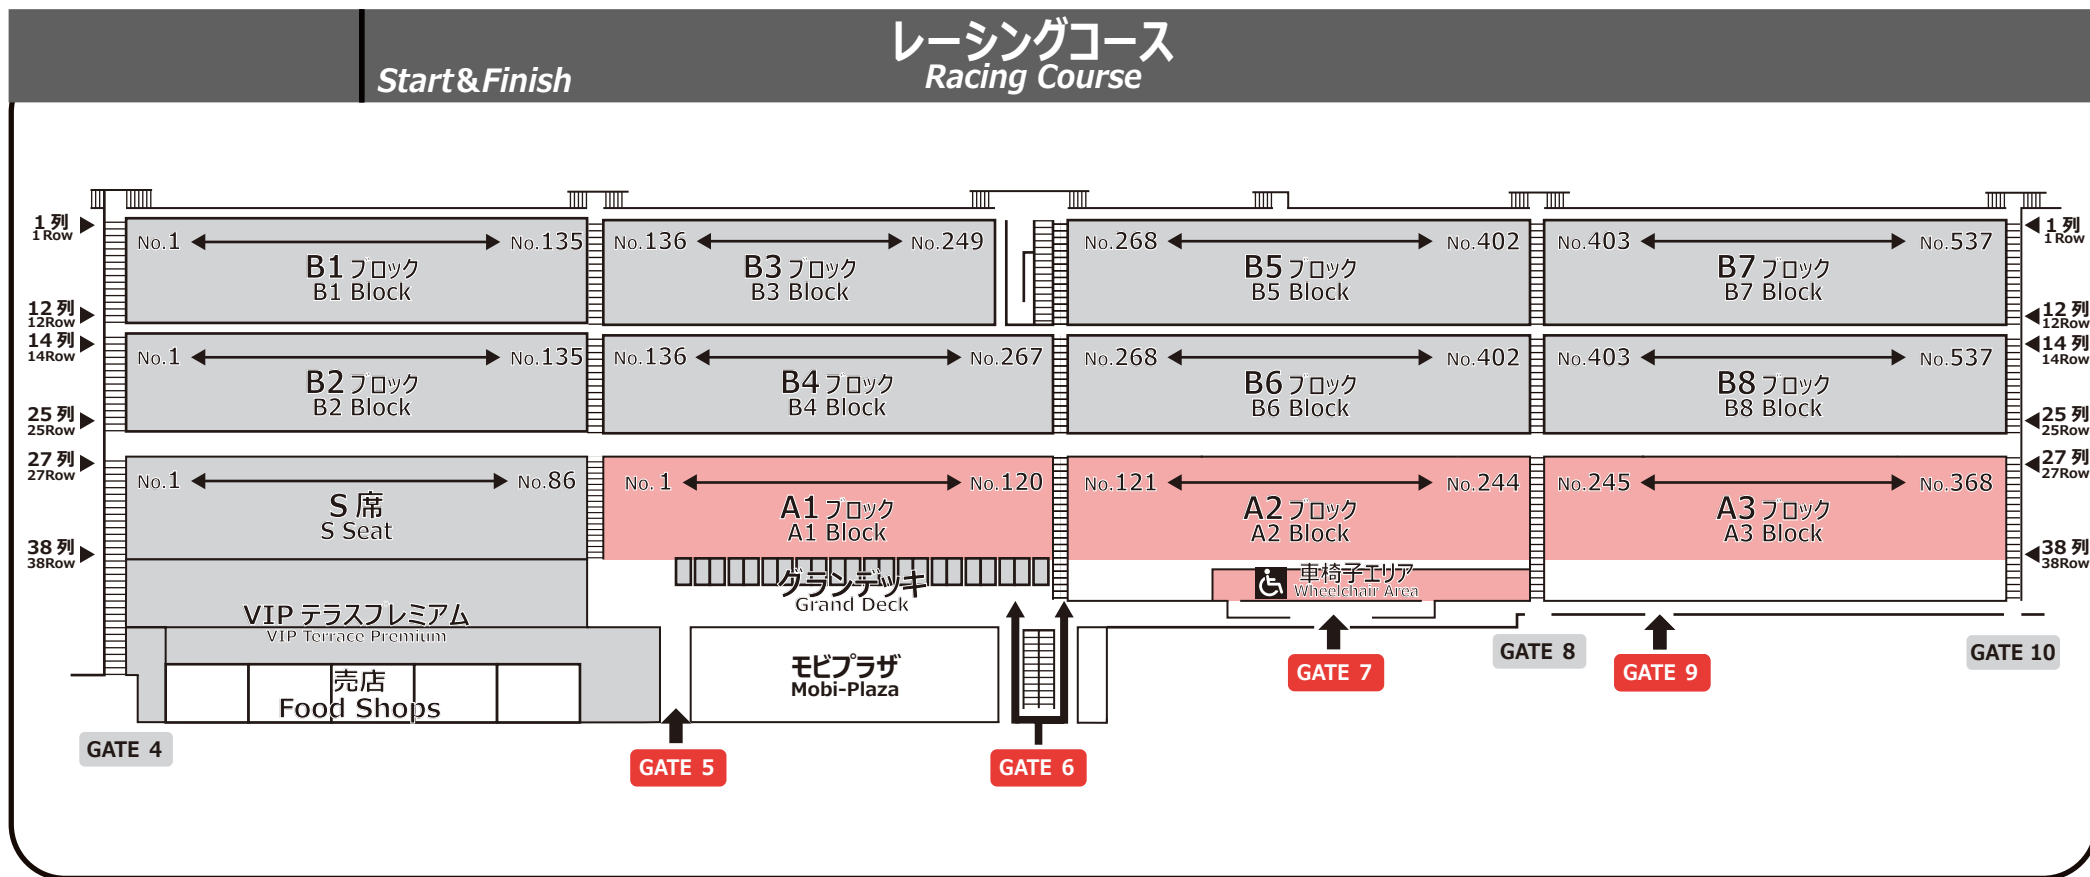 レーシングコース
Start&Finish
Racing Course
1 列
1Row
12 列
12Row
14 列
14Row
25 列
25Row
27 列
27Row
38 列
38Row
No.1
No.135
B1 ブロック
B1 Block
No.136
No.249
B3 ブロック
B3 Block
No.268
No.402
B5 ブロック
B5 Block
No.403
No.537
B7 ブロック
B7 Block
1 列
1Row
12 列
12Row
14 列
14Row
25 列
25Row
27 列
27Row
38 列
38Row
No.1
No.135
B2 ブロック
B2 Block
No.136
No.267
B4 ブロック
B4 Block
No.268
No.402
B6 ブロック
B6 Block
No.403
No.537
B8 ブロック
B8 Block
No.1
No.86
S 席
S Seat
No. 1
No.120
A1 ブロック
A1 Block
No.121
No.244
A2 ブロック
A2 Block
No.245
No.368
A3 ブロック
A3 Block
グランデッキ
Grand Deck
車椅子エリア
Wheelchair Area
VIP テラスプレミアム
VIP Terrace Premium
売店
Food Shops
モビプラザ
Mobi-Plaza
GATE 4
GATE 5
GATE 6
GATE 7
GATE 8
GATE 9
GATE 10